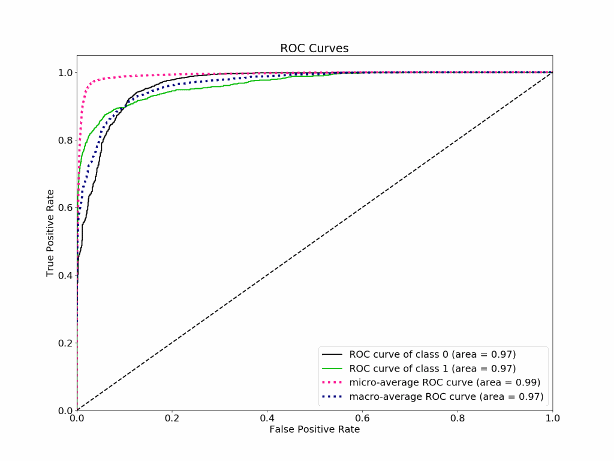 ROC Curves
1.0
0.8
0.6
0.4
0.2
0.0
True Positive Rate
ROC curve of class 0 (area = 0.97)
ROC curve of class 1 (area = 0.97)
micro-average ROC curve (area = 0.99)
macro-average ROC curve (area = 0.97)
0.0 0.2 0.4 0.6 0.8 1.0
False Positive Rate